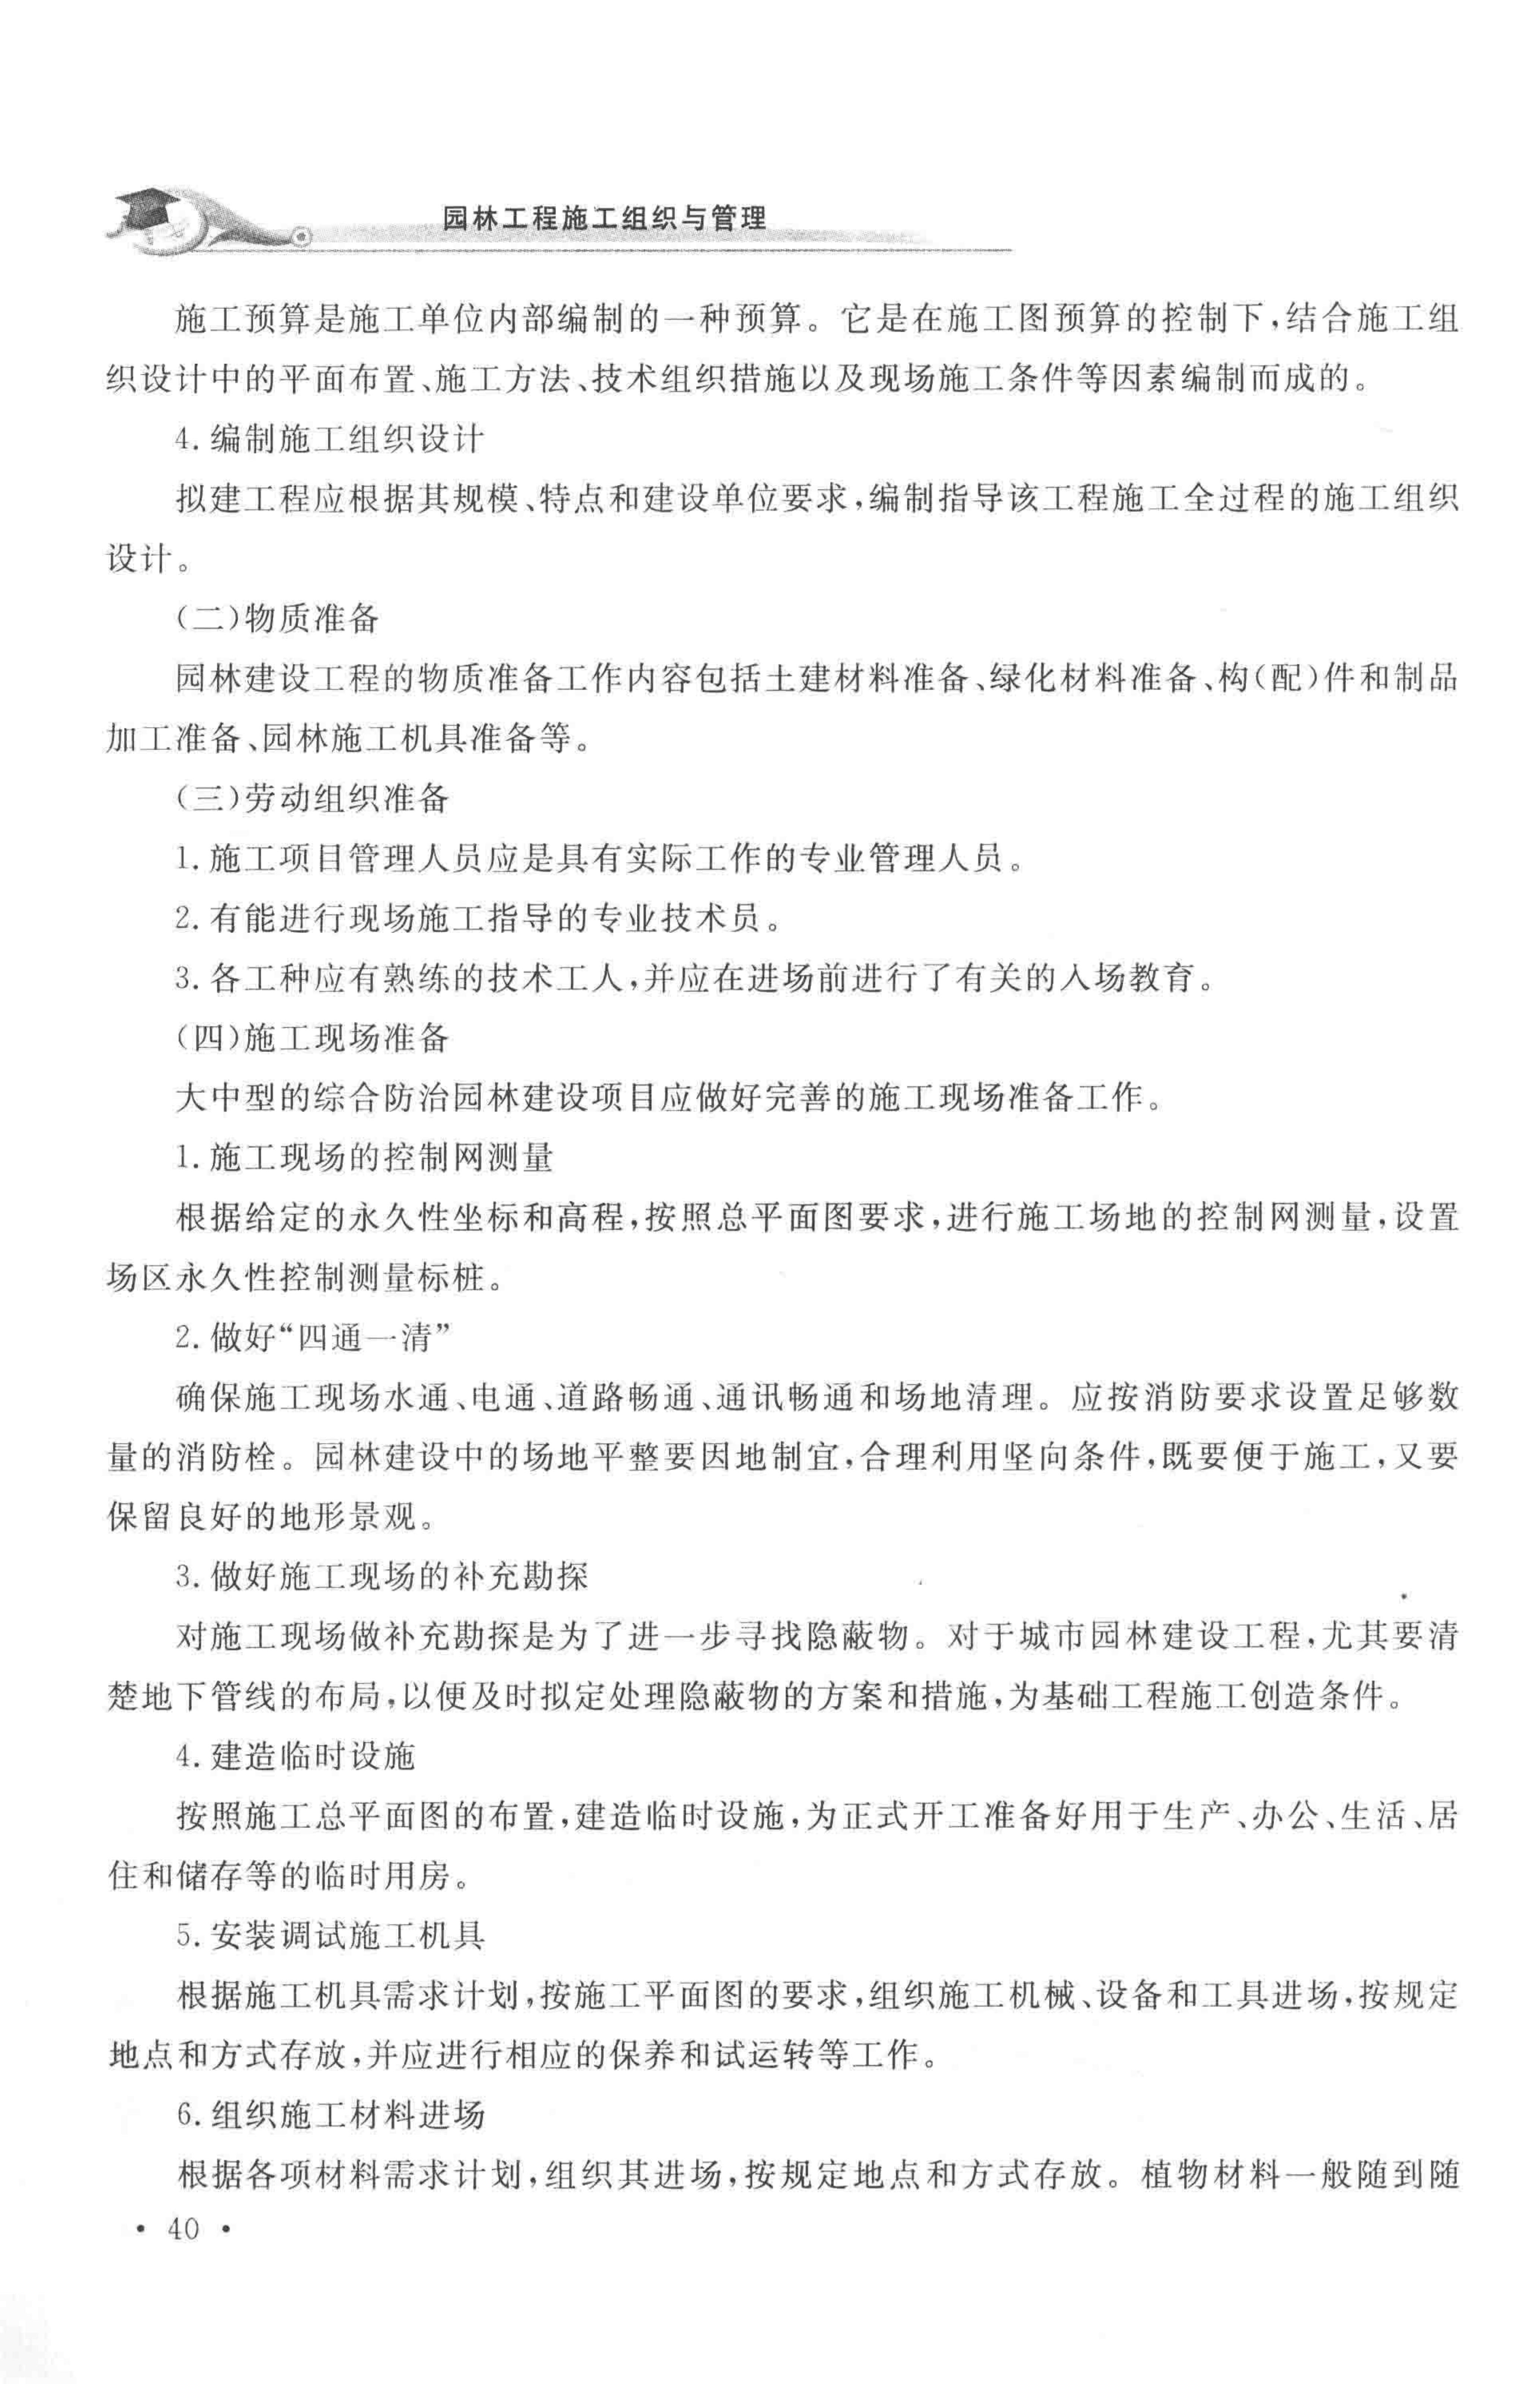 园林工程施工组织与管理
施工预算是施工单位内部编制的一种预算。它是在施工图预算的控制下,结合施工组
织设计中的平面布置、施工方法、技术组织措施以及现场施工条件等因素编制而成的。
4. 编制施工组织设计
拟建工程应根据其规模、特点和建设单位要求,编制指导该工程施工全过程的施工组织
设计。
(二)物质准备
园林建设工程的物质准备工作内容包括土建材料准备、绿化材料准备、构(配)件和制品
加工准备、园林施工机具准备等。
(三)劳动组织准备
1. 施工项目管理人员应是具有实际工作的专业管理人员。
2. 有能进行现场施工指导的专业技术员。
3. 各工种应有熟练的技术工人,并应在进场前进行了有关的入场教育。
(四)施工现场准备
大中型的综合防治园林建设项目应做好完善的施工现场准备工作。
1. 施工现场的控制网测量
根据给定的永久性坐标和高程,按照总平面图要求,进行施工场地的控制网测量,设置
场区永久性控制测量标桩。
2. 做好“四通一清”
确保施工现场水通、电通、道路畅通、通讯畅通和场地清理。应按消防要求设置足够数
量的消防栓。园林建设中的场地平整要因地制宜,合理利用竖向条件,既要便于施工,又要
保留良好的地形景观。
3. 做好施工现场的补充勘探
对施工现场做补充勘探是为了进一步寻找隐蔽物。对于城市园林建设工程,尤其要清
楚地下管线的布局,以便及时拟定处理隐蔽物的方案和措施,为基础工程施工创造条件。
4. 建造临时设施
按照施工总平面图的布置,建造临时设施,为正式开工准备好用于生产、办公、生活、居
住和储存等的临时用房。
5. 安装调试施工机具
根据施工机具需求计划,按施工平面图的要求,组织施工机械、设备和工具进场,按规定
地点和方式存放,并应进行相应的保养和试运转等工作。
6. 组织施工材料进场
根据各项材料需求计划,组织其进场,按规定地点和方式存放。植物材料一般随到随
• 40 •